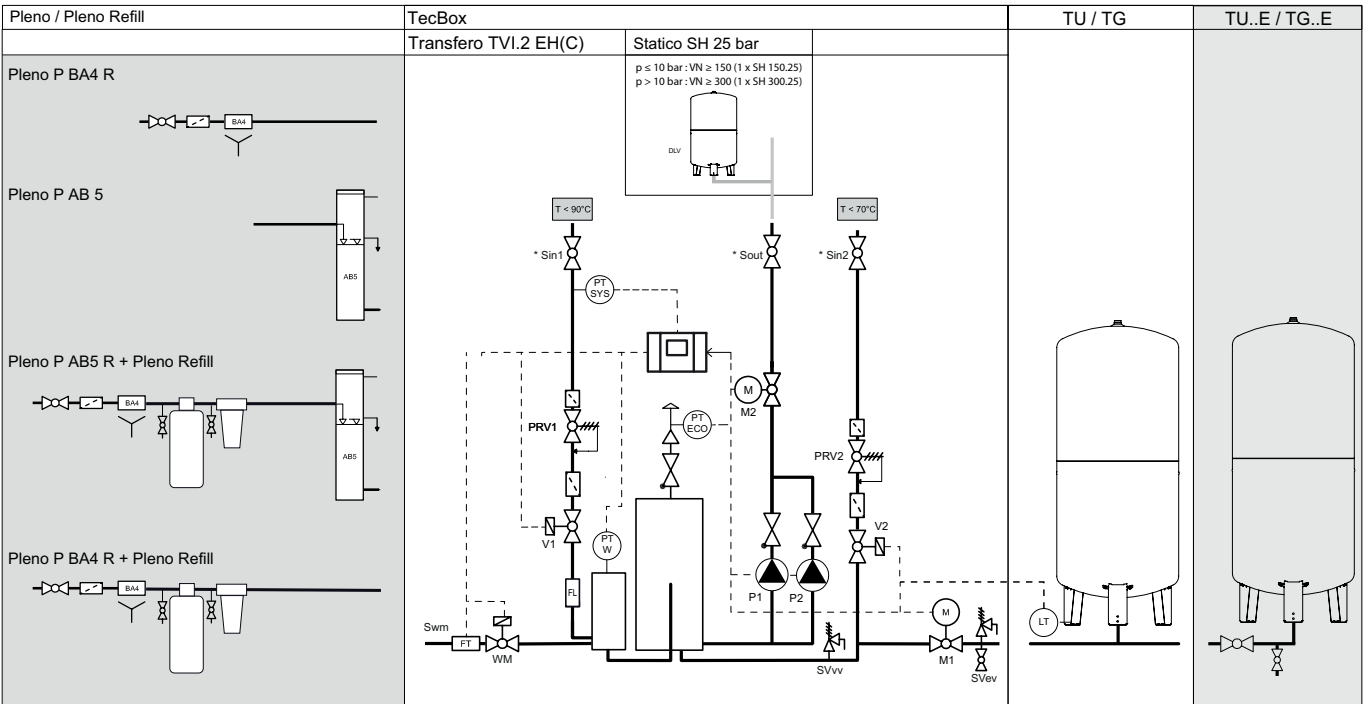 Pleno / Pleno Refill
TecBox
TU / TG
TU..E / TG..E
Transfero TVI.2 EH(C)
Statico SH 25 bar
p ≤ 10 bar : VN ≥ 150 (1 x SH 150.25)
p > 10 bar : VN ≥ 300 (1 x SH 300.25)
DLV
Pleno P BA4 R
BA4
Pleno P AB 5
AB5
Pleno P AB5 R + Pleno Refill
BA4
AB5
Pleno P BA4 R + Pleno Refill
BA4
T < 90°C
T < 70°C
* Sin1
* Sout
* Sin2
PT
SYS
M
M2
PT
ECO
PRV1
PRV2
V1
V2
PT
W
FL
P1
P2
Swm
FT
WM
SVvv
M
M1
SVev
LT